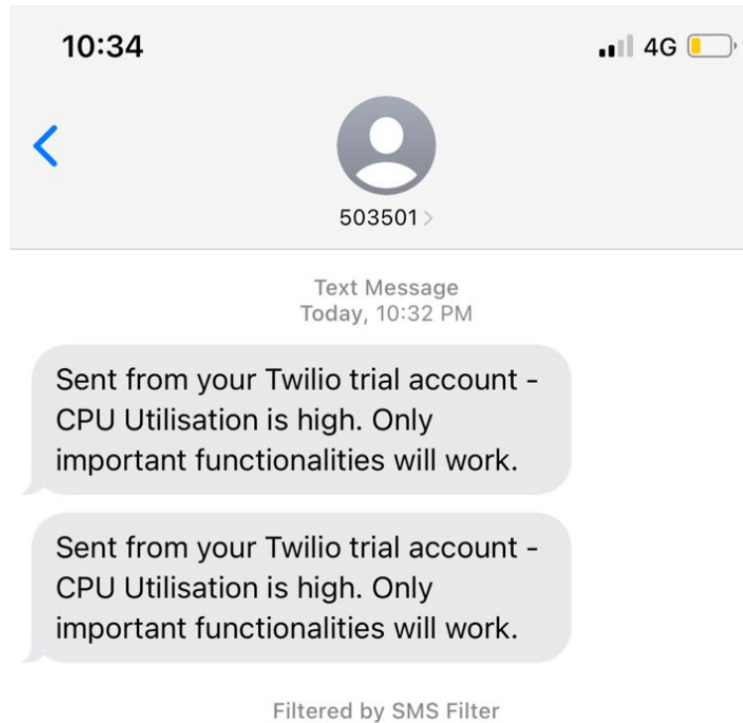 10:34
4G
503501 >
Text Message
Today, 10:32 PM
Sent from your Twilio trial account -
CPU Utilisation is high. Only
important functionalities will work.
Sent from your Twilio trial account -
CPU Utilisation is high. Only
important functionalities will work.
Filtered by SMS Filter